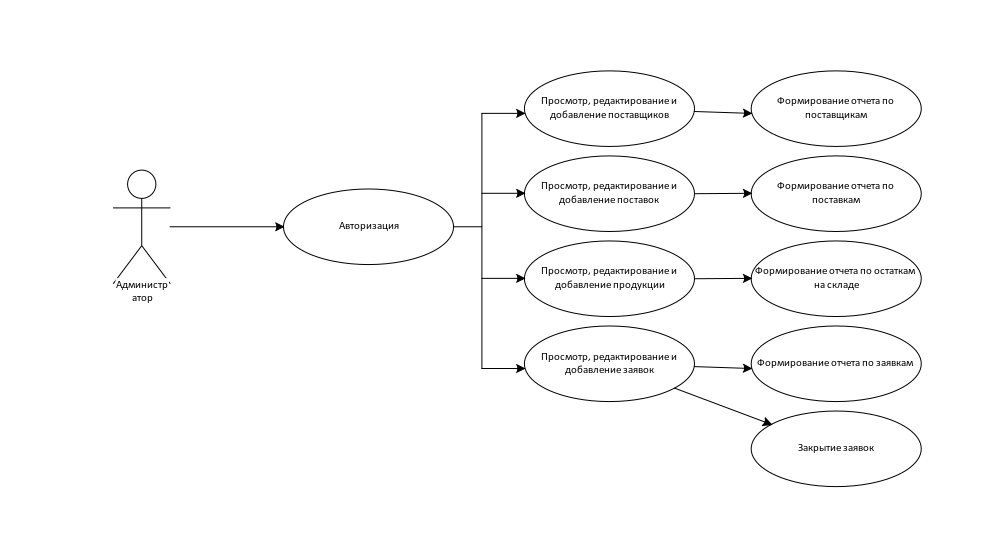 Просмотр, редактирование и
добавление поставщиков
Формирование отчета по
поставщикам
Просмотр, редактирование и
добавление поставок
Формирование отчета по
поставкам
Авторизация
Администр
атор
Просмотр, редактирование и
добавление продукции
Формирование отчета по остаткам
на складе
Просмотр, редактирование и
добавление заявок
Формирование отчета по заявкам
Закрытие заявок